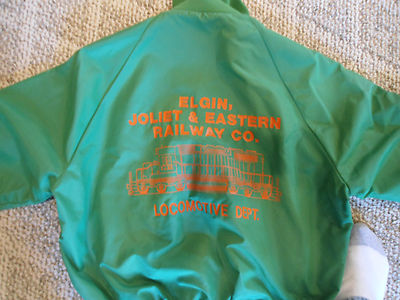 ELGIN,
JOLIET & EASTERN
RAILWAY CO.
LOCOMOTIVE DEPT.